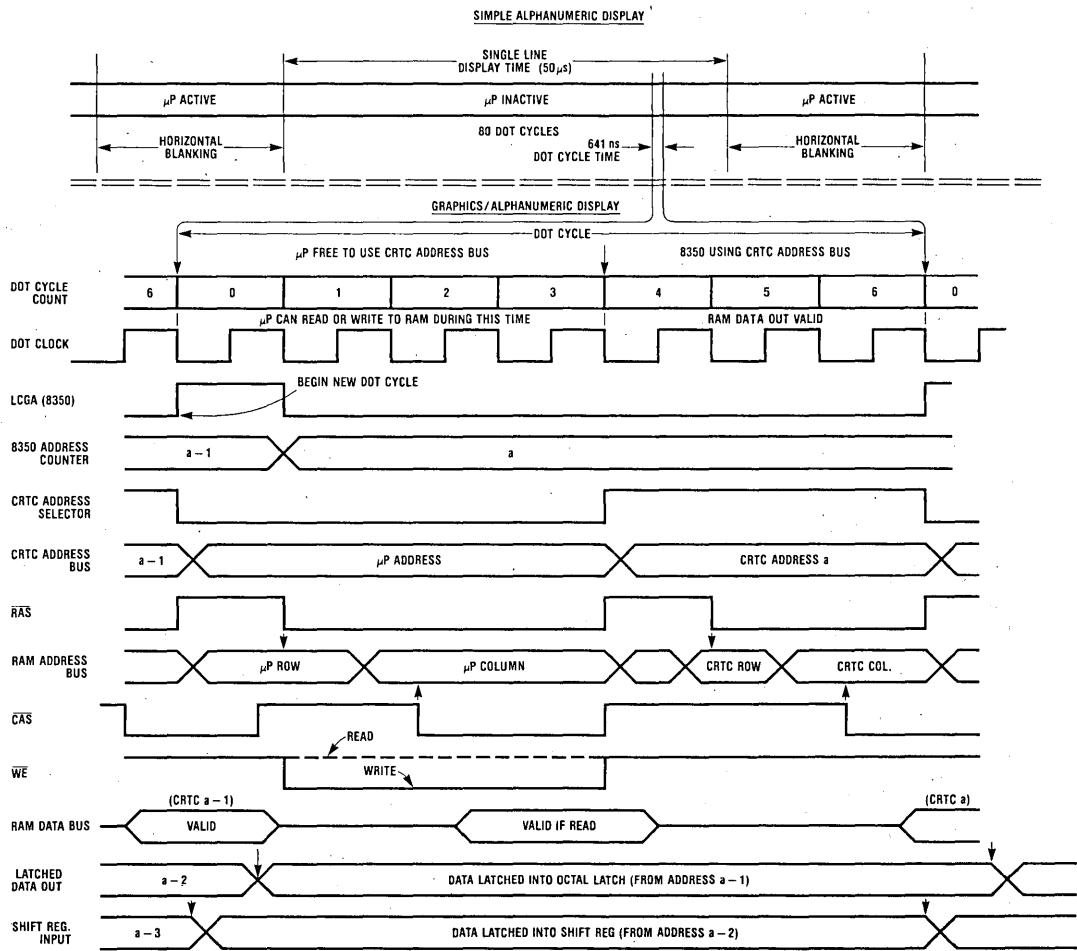 SIMPLE ALPHANUMERIC DISPLAY
SINGLE LINE
DISPLAY TIME (50μs)
μP ACTIVE
μP INACTIVE
μP ACTIVE
HORIZONTAL
BLANKING
80 DOT CYCLES
641 ns
DOT CYCLE TIME
HORIZONTAL
BLANKING
GRAPHICS/ALPHANUMERIC DISPLAY
DOT CYCLE
μP FREE TO USE CRTC ADDRESS BUS
8350 USING CRTC ADDRESS BUS
DOT CYCLE
COUNT
6 0 1 2 3 4 5 6 0
μP CAN READ OR WRITE TO RAM DURING THIS TIME
RAM DATA OUT VALID
DOT CLOCK
BEGIN NEW DOT CYCLE
LCGA (8350)
8350 ADDRESS
COUNTER
a – 1
a
CRTC ADDRESS
SELECTOR
CRTC ADDRESS
BUS
a – 1
μP ADDRESS
CRTC ADDRESS a
RAS
RAM ADDRESS
BUS
μP ROW
μP COLUMN
CRTC ROW
CRTC COL.
CAS
READ
WE
WRITE
(CRTC a – 1)
(CRTC a)
RAM DATA BUS
VALID
VALID IF READ
LATCHED
DATA OUT
a – 2
DATA LATCHED INTO OCTAL LATCH (FROM ADDRESS a – 1)
SHIFT REG.
INPUT
a – 3
DATA LATCHED INTO SHIFT REG (FROM ADDRESS a – 2)